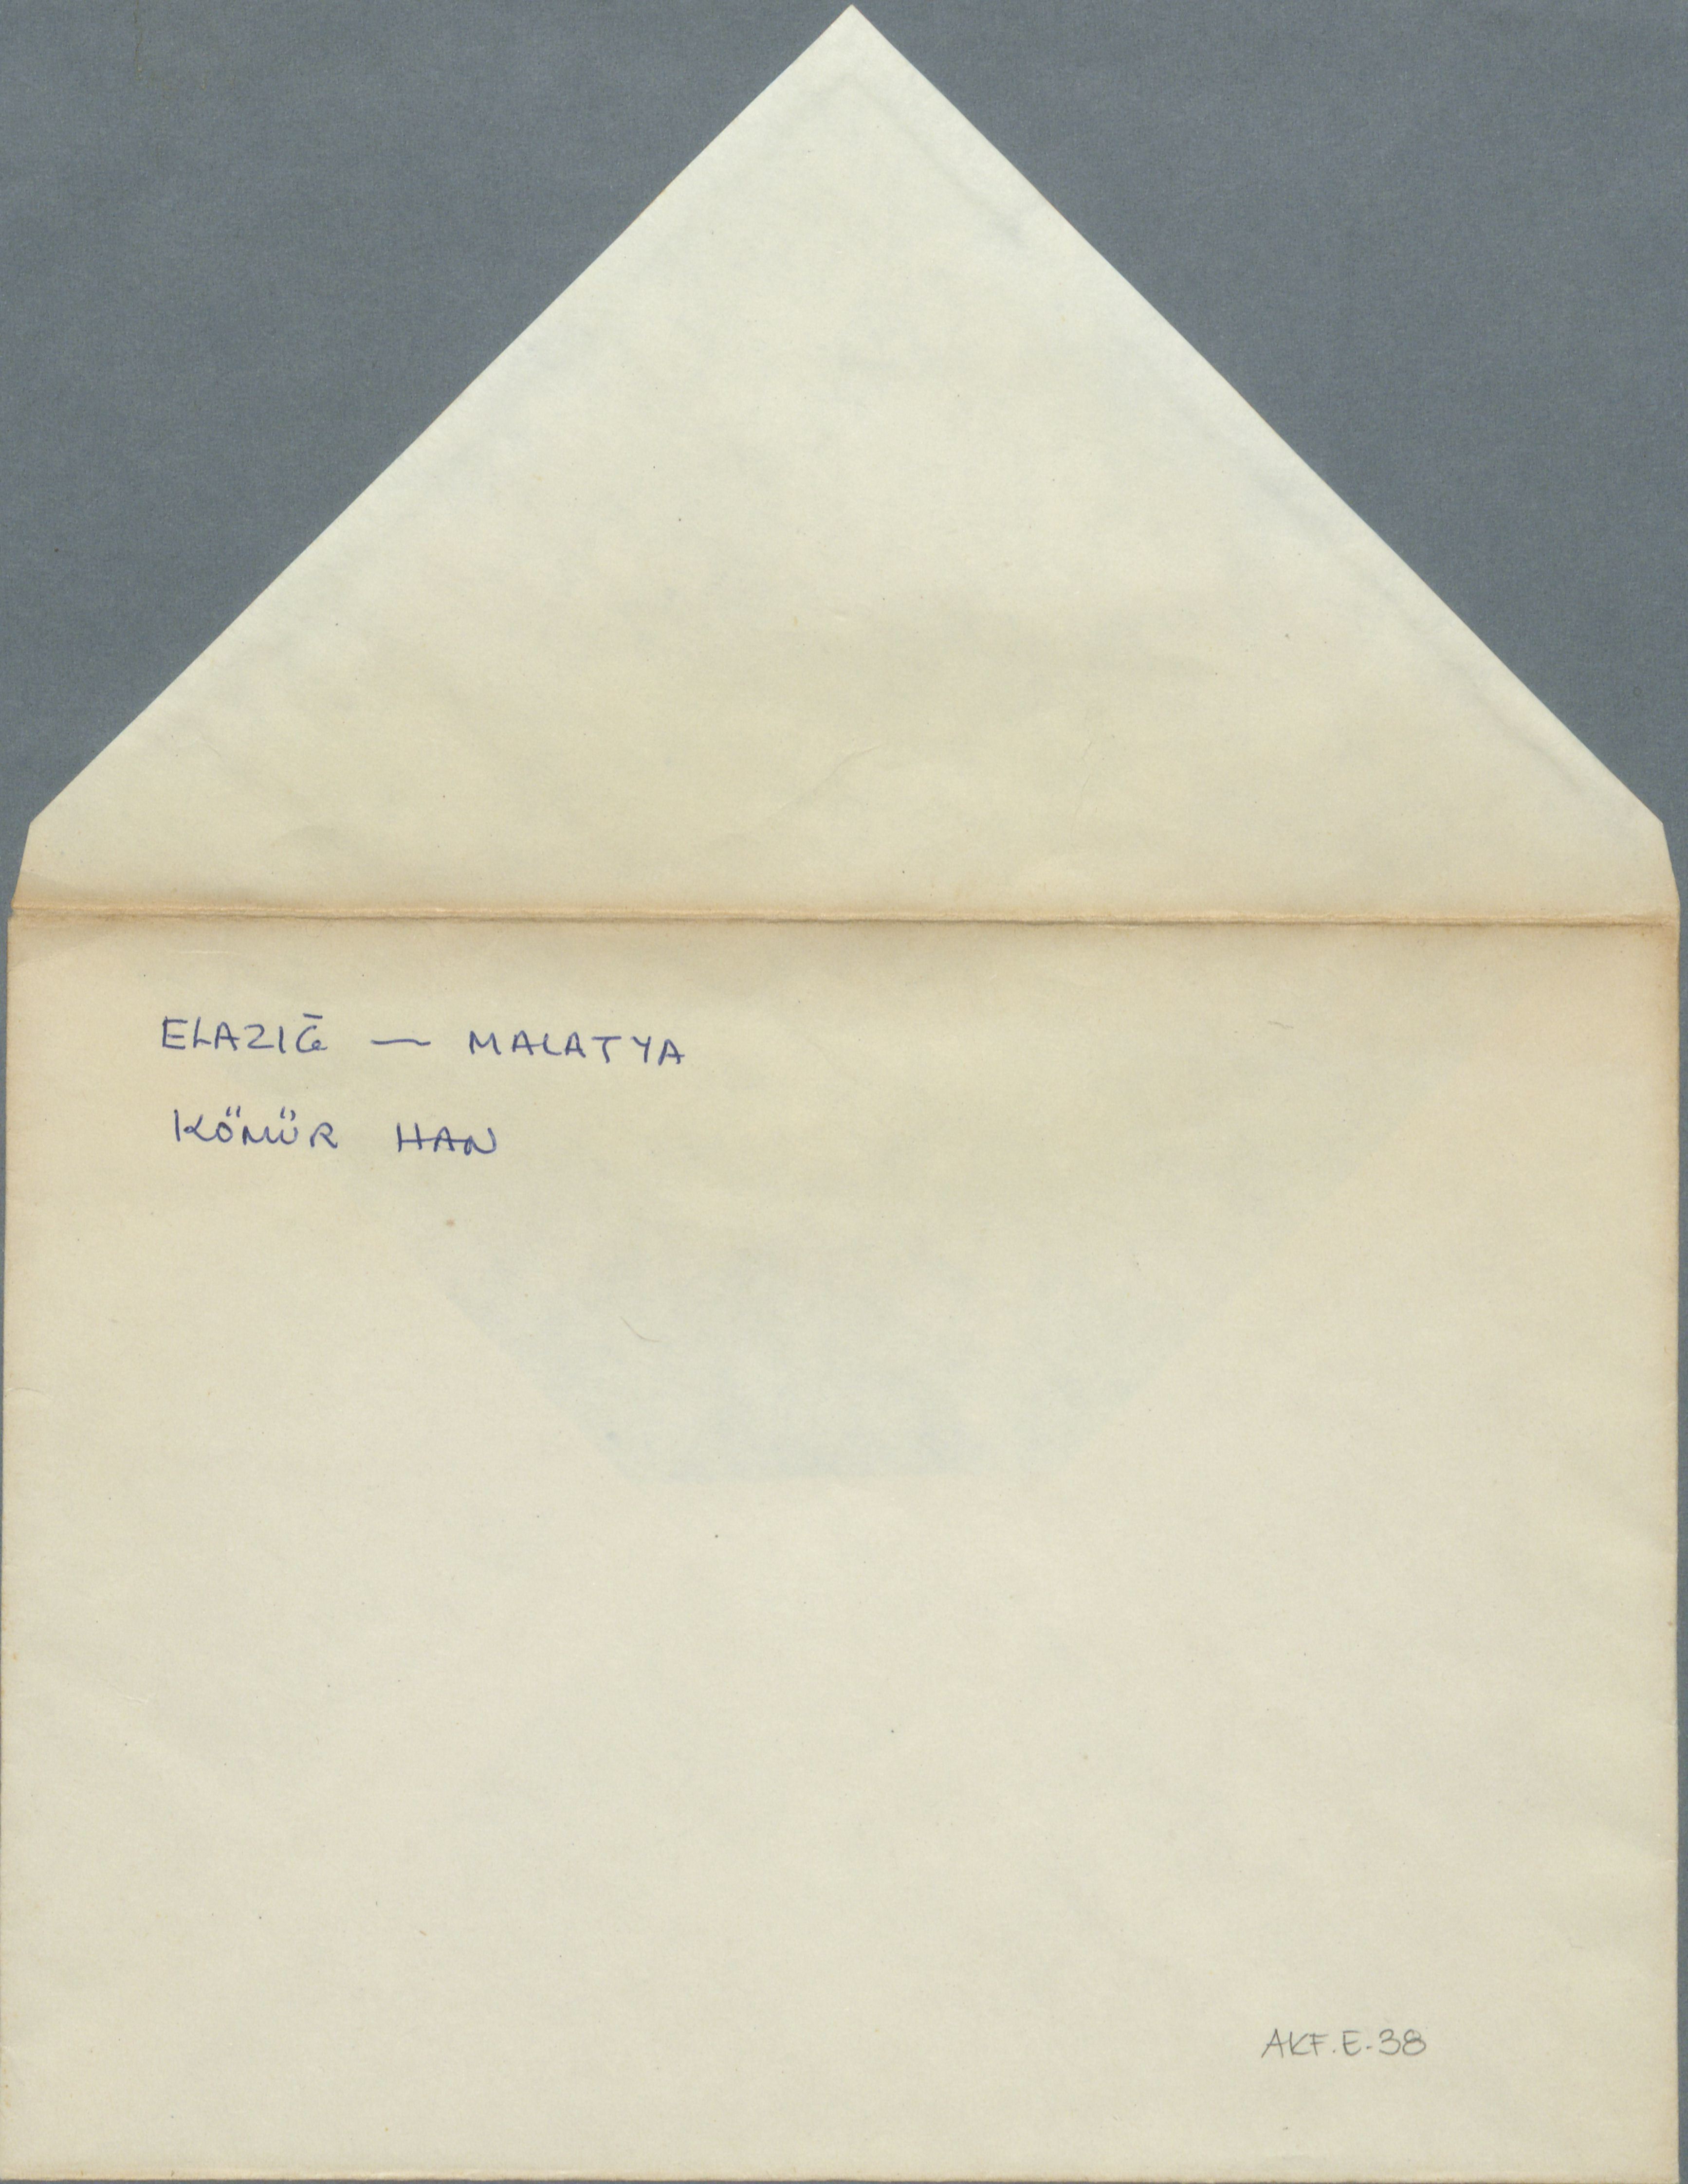 ELAZIĞ — MALATYA
KÖMÜR HAN
AKF.E-38